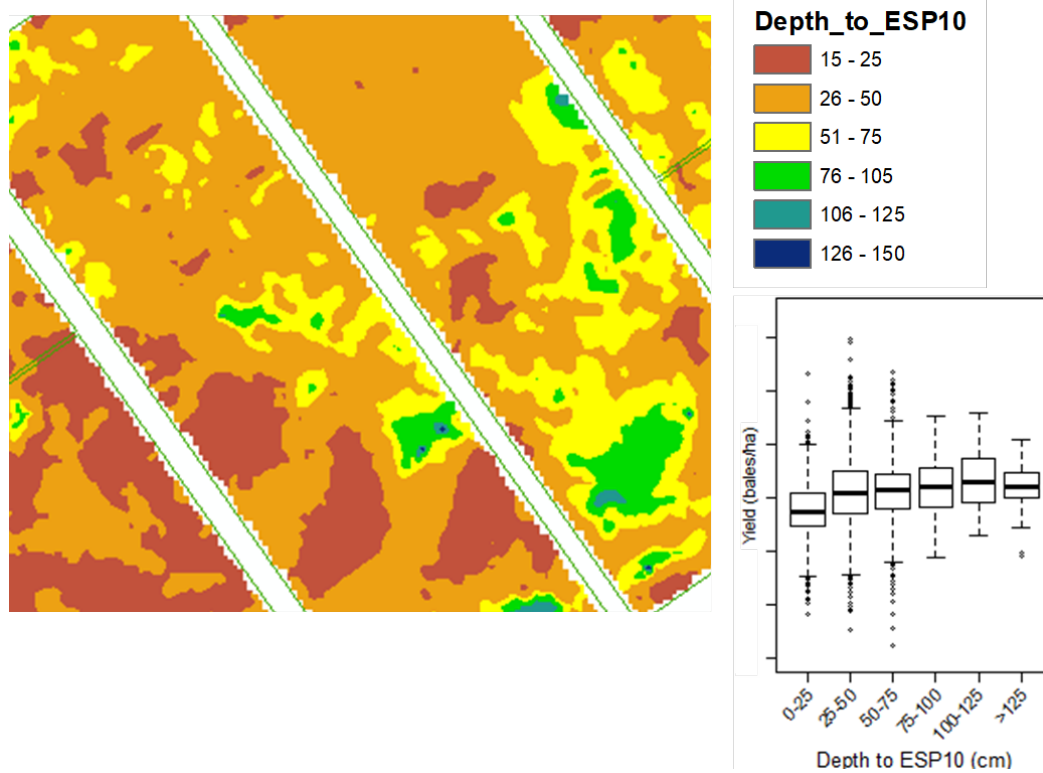 Depth_to_ESP10
15 - 25
26 - 50
51 - 75
76 - 105
106 - 125
126 - 150
Yield (bales/ha)
0-25
25-50
50-75
75-100
100-125
>125
Depth to ESP10 (cm)